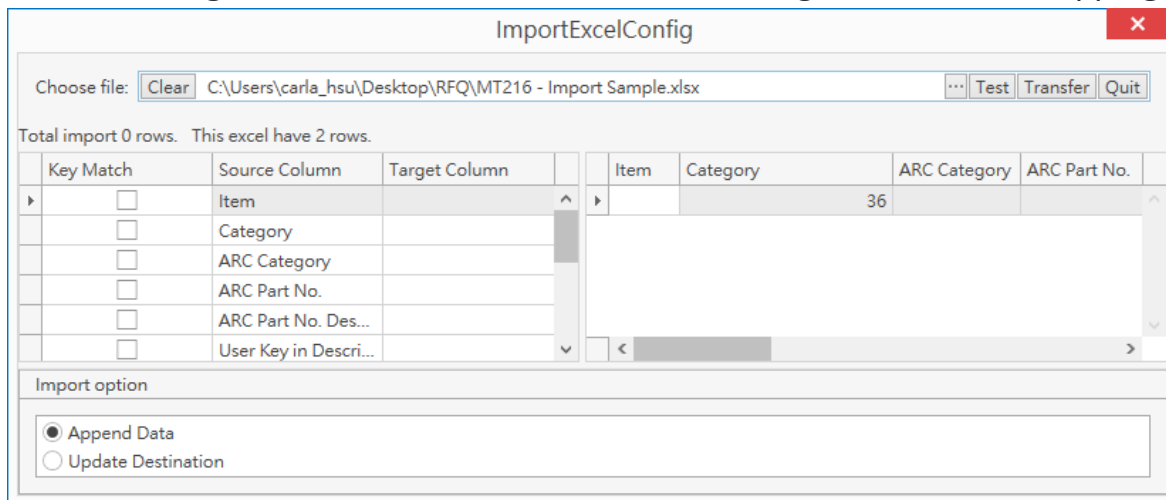 ImportExcelConfig
Choose file: Clear C:\Users\carla_hsu\Desktop\RFQ\MT216 - Import Sample.xlsx ... Test Transfer Quit
Total import 0 rows. This excel have 2 rows.
Key Match Source Column Target Column Item Category ARC Category ARC Part No.
Item 36
Category
ARC Category
ARC Part No.
ARC Part No. Des...
User Key in Descri...
Import option
Append Data
Update Destination